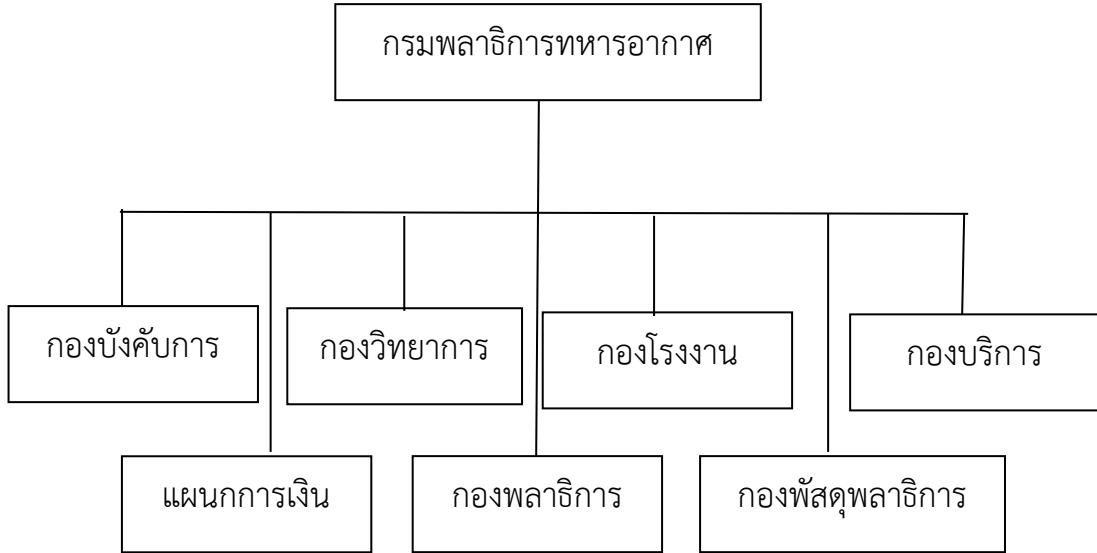 กรมพลาธิการทหารอากาศ
กองบังคับการ
กองวิทยาการ
กองโรงงาน
กองบริการ
แผนกการเงิน
กองพลาธิการ
กองพัสดุพลาธิการ